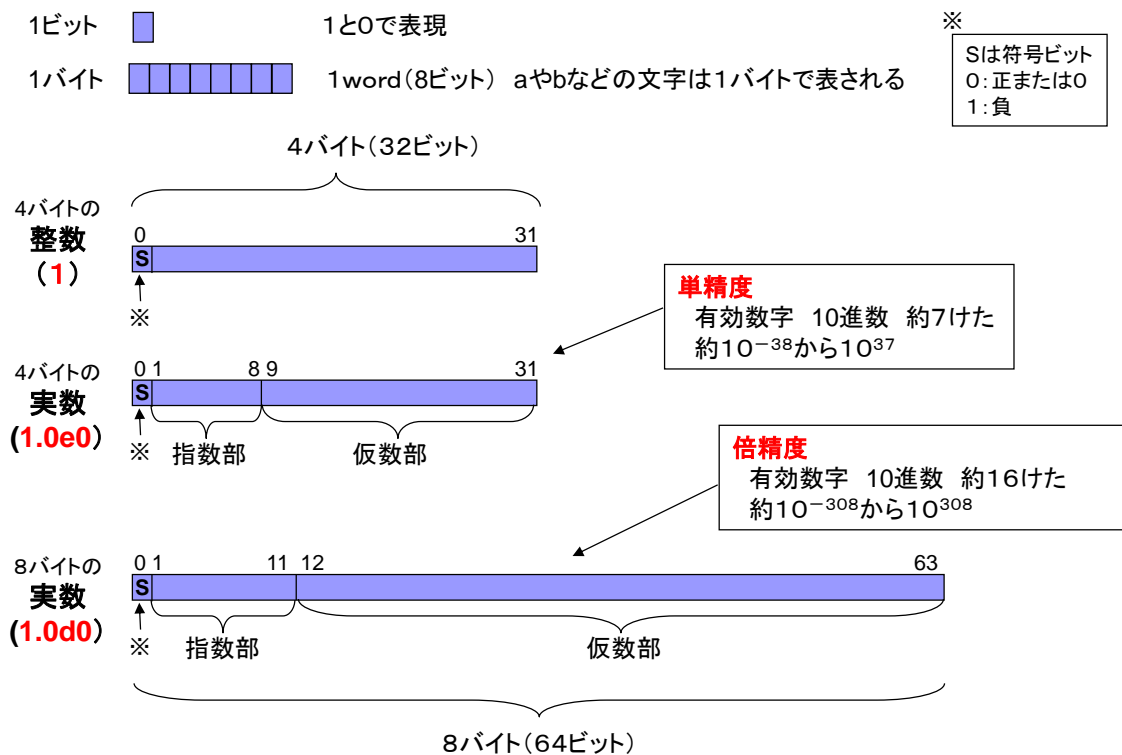 1ビット 1と0で表現
※
1バイト 1word(8ビット) aやbなどの文字は1バイトで表される
Sは符号ビット
0:正または0
1:負
4バイト(32ビット)
4バイトの
整数
(1)
0 31
S
※
単精度
有効数字 10進数 約7けた
約10⁻³⁸から10³⁷
4バイトの
実数
(1.0e0)
0 1 8 9 31
S
※ 指数部 仮数部
倍精度
有効数字 10進数 約16けた
約10⁻³⁰⁸から10³⁰⁸
8バイトの
実数
(1.0d0)
0 1 11 12 63
S
※ 指数部 仮数部
8バイト(64ビット)